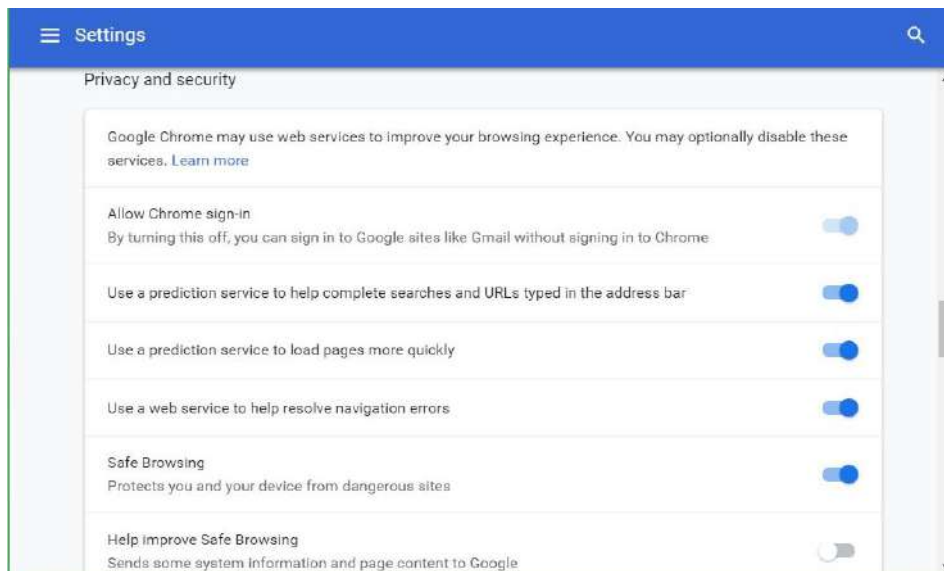 Settings
Privacy and security
Google Chrome may use web services to improve your browsing experience. You may optionally disable these
services. Learn more
Allow Chrome sign-in
By turning this off, you can sign in to Google sites like Gmail without signing in to Chrome
Use a prediction service to help complete searches and URLs typed in the address bar
Use a prediction service to load pages more quickly
Use a web service to help resolve navigation errors
Safe Browsing
Protects you and your device from dangerous sites
Help improve Safe Browsing
Sends some system information and page content to Google